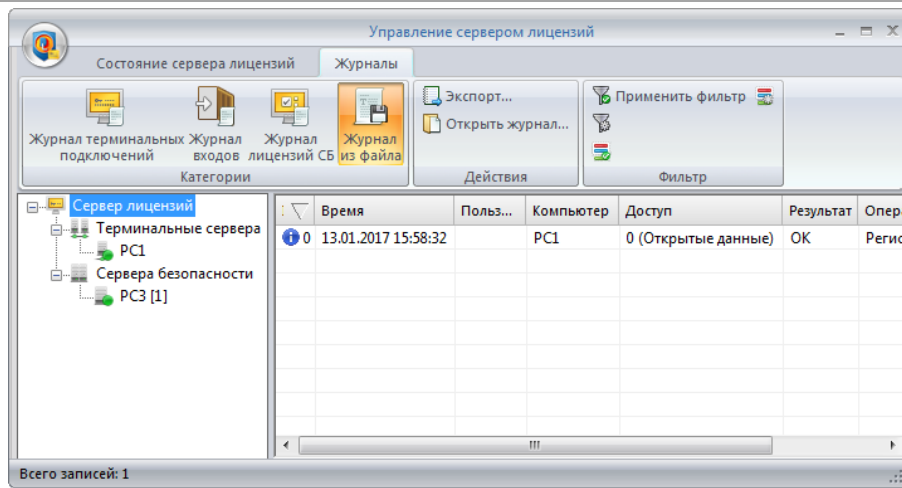 Управление сервером лицензий
Состояние сервера лицензий Журналы
Журнал терминальных подключений
Журнал входов
Журнал лицензий СБ
Журнал из файла
Категории
Экспорт...
Открыть журнал...
Действия
Применить фильтр
Фильтр
Сервер лицензий
Терминальные сервера
PC1
Сервера безопасности
PC3 [1]
Время Польз... Компьютер Доступ Результат Опер
0 13.01.2017 15:58:32 PC1 0 (Открытые данные) OK Регис
Всего записей: 1